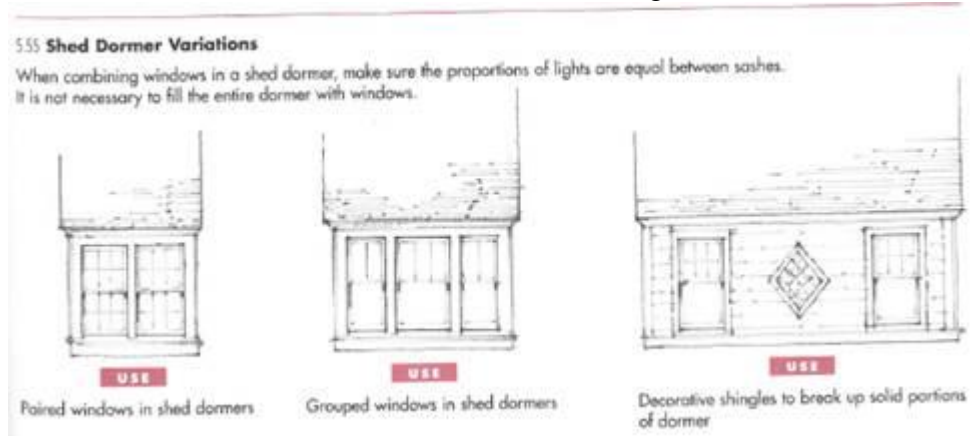 5.55 Shed Dormer Variations
When combining windows in a shed dormer, make sure the proportions of lights are equal between sashes.
It is not necessary to fill the entire dormer with windows.
USE
Paired windows in shed dormers
USE
Grouped windows in shed dormers
USE
Decorative shingles to break up solid portions
of dormer